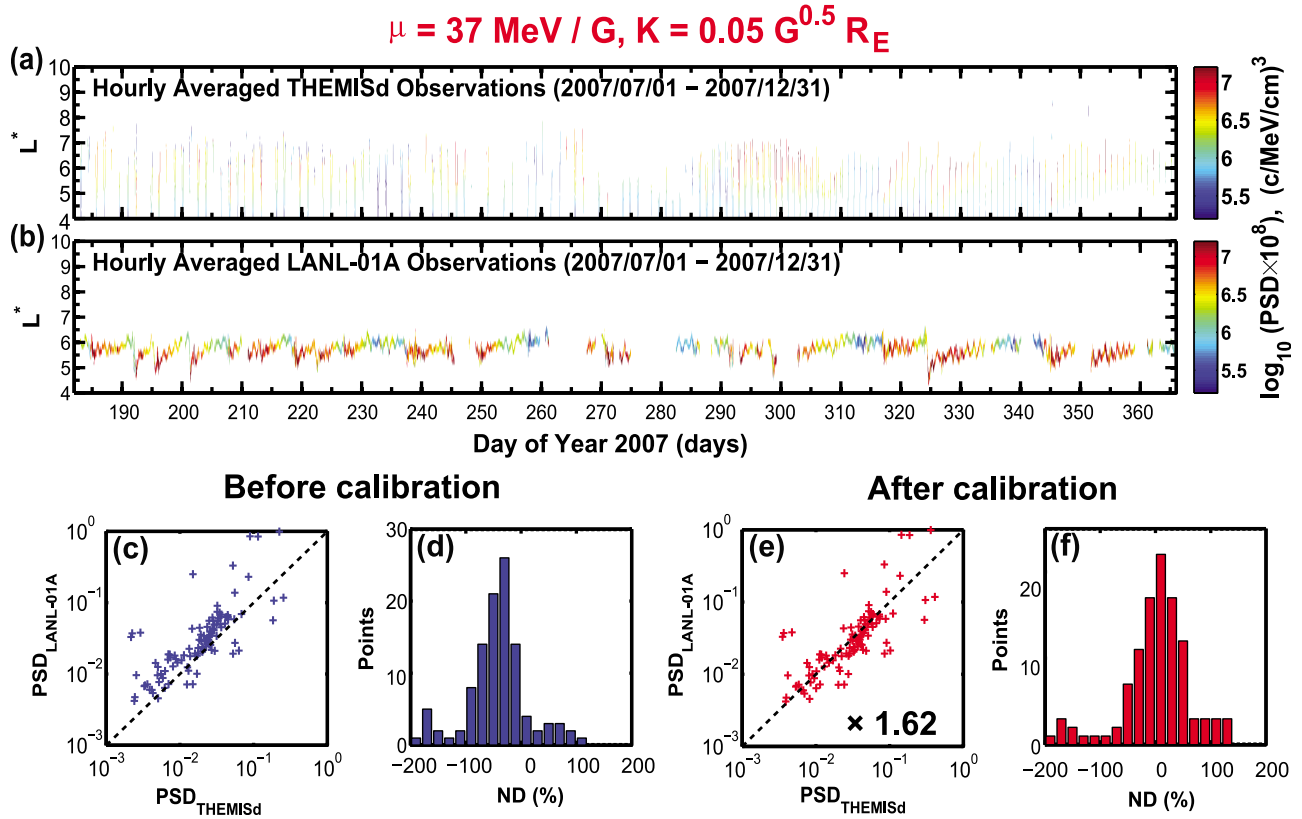 μ = 37 MeV / G, K = 0.05 G^0.5 R_E
(a)
Hourly Averaged THEMISd Observations (2007/07/01 − 2007/12/31)
L*
10
9
8
7
6
5
4
7
6.5
6
5.5
(b)
Hourly Averaged LANL-01A Observations (2007/07/01 − 2007/12/31)
L*
10
9
8
7
6
5
4
7
6.5
6
5.5
log_10 (PSD×10^8), (c/MeV/cm)^3
190 200 210 220 230 240 250 260 270 280 290 300 310 320 330 340 350 360
Day of Year 2007 (days)
Before calibration
After calibration
(c)
PSD_LANL-01A
10^0
10^−1
10^−2
10^−3
10^−3 10^−2 10^−1 10^0
PSD_THEMISd
(d)
Points
30
20
10
0
−200 −100 0 100 200
ND (%)
(e)
PSD_LANL-01A
10^0
10^−1
10^−2
10^−3
× 1.62
10^−3 10^−2 10^−1 10^0
PSD_THEMISd
(f)
Points
20
10
0
−200 −100 0 100 200
ND (%)